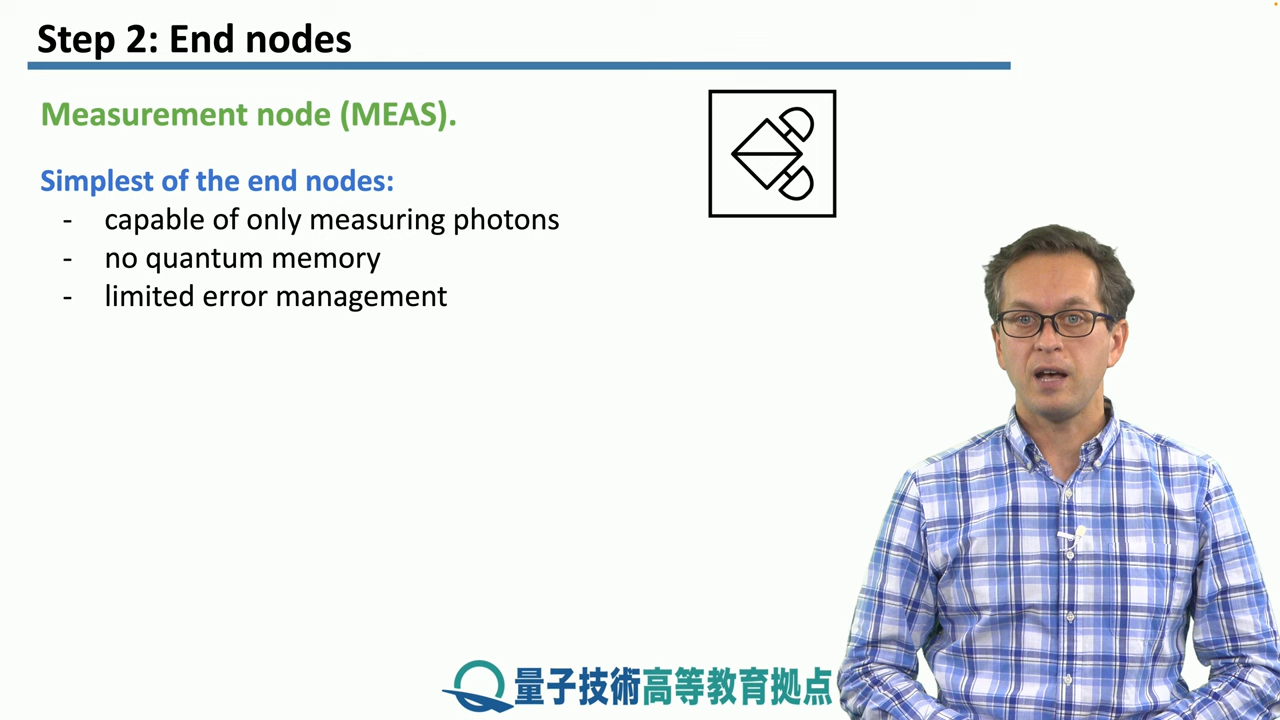 Step 2: End nodes
Measurement node (MEAS).
Simplest of the end nodes:
- capable of only measuring photons
- no quantum memory
- limited error management
量子技術高等教育拠点